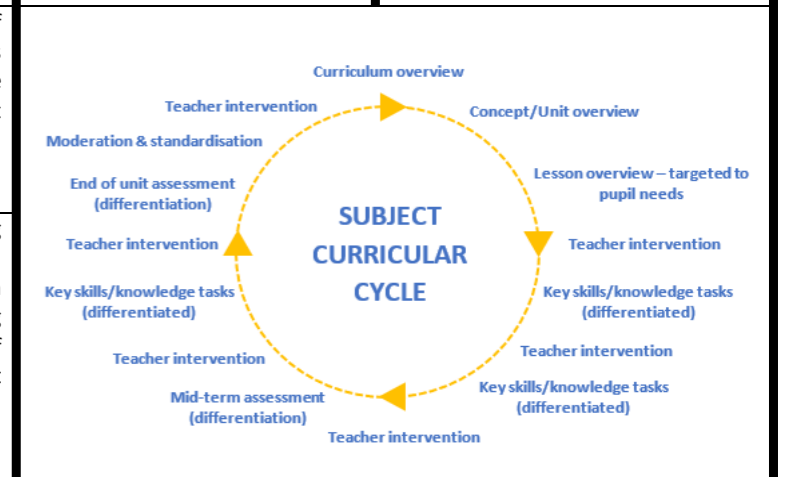 Curriculum overview
Concept/Unit overview
Lesson overview – targeted to
pupil needs
Teacher intervention
Key skills/knowledge tasks
(differentiated)
Teacher intervention
Key skills/knowledge tasks
(differentiated)
Teacher intervention
Mid-term assessment
(differentiation)
Teacher intervention
Key skills/knowledge tasks
(differentiated)
Teacher intervention
End of unit assessment
(differentiation)
Moderation & standardisation
Teacher intervention
SUBJECT
CURRICULAR
CYCLE